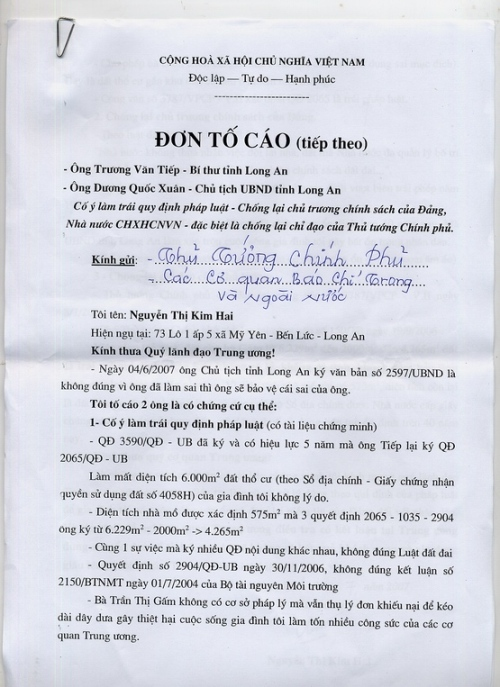 CỘNG HOÀ XÃ HỘI CHỦ NGHĨA VIỆT NAM
Độc lập — Tự do — Hạnh phúc
-------------------------
ĐƠN TỐ CÁO (tiếp theo)
- Ông Trương Văn Tiếp - Bí thư tỉnh Long An
- Ông Dương Quốc Xuân - Chủ tịch UBND tỉnh Long An
Cố ý làm trái quy định pháp luật - Chống lại chủ trương chính sách của Đảng,
Nhà nước CHXHCNVN - đặc biệt là chống lại chỉ đạo của Thủ tướng Chính phủ.
Kính gửi: - Thủ Tướng Chính Phủ
- Các Cơ quan Báo Chí Trong
Và Ngoài Nước
Tôi tên: Nguyễn Thị Kim Hai
Hiện ngụ tại: 73 Lô 1 ấp 5 xã Mỹ Yên - Bến Lức - Long An
Kính thưa Quý lãnh đạo Trung ương!
- Ngày 04/6/2007 ông Chủ tịch tỉnh Long An ký văn bản số 2597/UBND là
không đúng vì ông đã làm sai thì ông sẽ bảo vệ cái sai của ông.
Tôi tố cáo 2 ông là có chứng cứ cụ thể:
1- Cố ý làm trái quy định pháp luật (có tài liệu chứng minh)
- QĐ 3590/QĐ - UB đã ký và có hiệu lực 5 năm mà ông Tiếp lại ký QĐ
2065/QĐ - UB
Làm mất diện tích 6.000m² đất thổ cư (theo Sổ địa chính - Giấy chứng nhận
quyền sử dụng đất số 4058H) của gia đình tôi không lý do.
- Diện tích nhà mồ được xác định 575m² mà 3 quyết định 2065 - 1035 - 2904
ông ký từ 6.229m² - 2000m² -> 4.265m²
- Cùng 1 sự việc mà ký nhiều QĐ nội dung khác nhau, không đúng Luật đất đai
- Quyết định số 2904/QĐ-UB ngày 30/11/2006, không đúng kết luận số
2150/BTNMT ngày 01/7/2004 của Bộ tài nguyên Môi trường
- Bà Trần Thị Gấm không có cơ sở pháp lý mà vẫn thụ lý đơn khiếu nại để kéo
dài dây dưa gây thiệt hại cuộc sống gia đình tôi làm tốn nhiều công sức của các cơ
quan Trung ương.